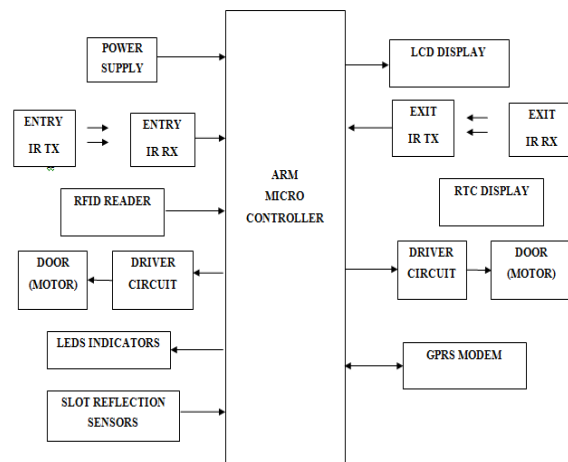 POWER
SUPPLY
LCD DISPLAY
ENTRY
IR TX
ENTRY
IR RX
EXIT
IR TX
EXIT
IR RX
ARM
MICRO
CONTROLLER
RFID READER
RTC DISPLAY
DOOR
(MOTOR)
DRIVER
CIRCUIT
DRIVER
CIRCUIT
DOOR
(MOTOR)
LEDS INDICATORS
GPRS MODEM
SLOT REFLECTION
SENSORS